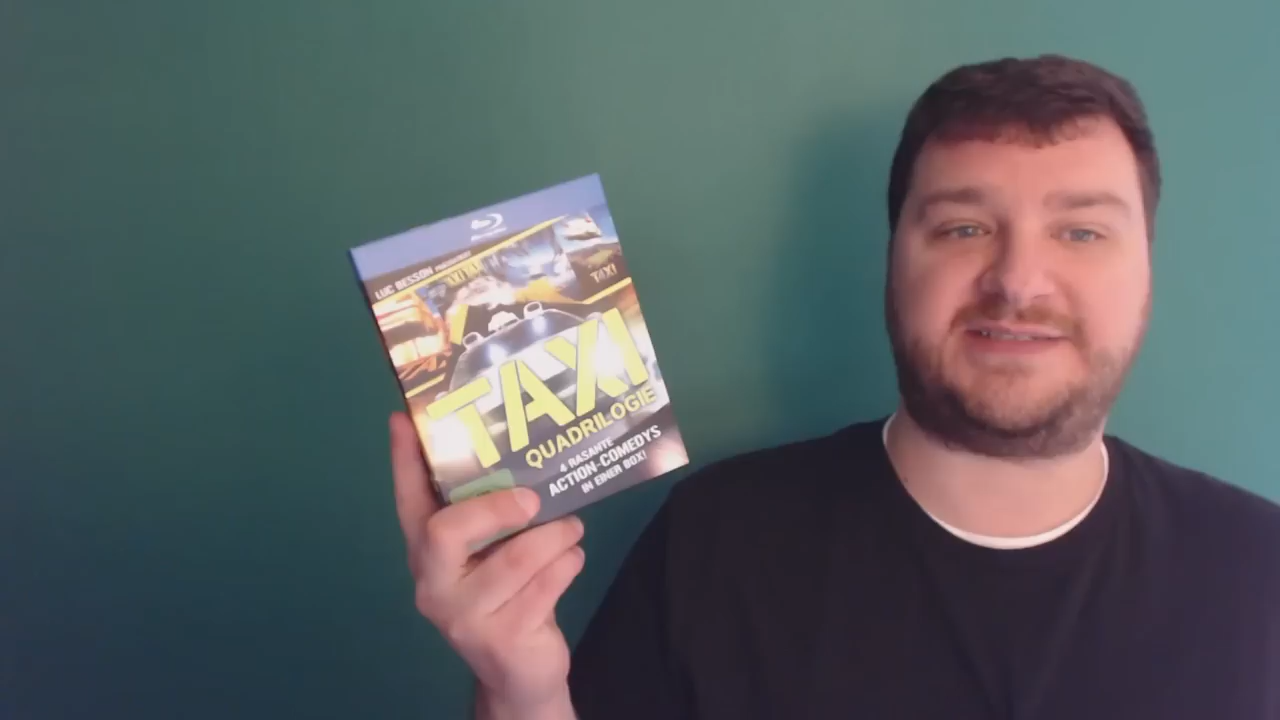 LUC BESSON
TAXI
TAXI
QUADRILOGIE
4 RASANTE
ACTION-COMEDYS
IN EINER BOX!